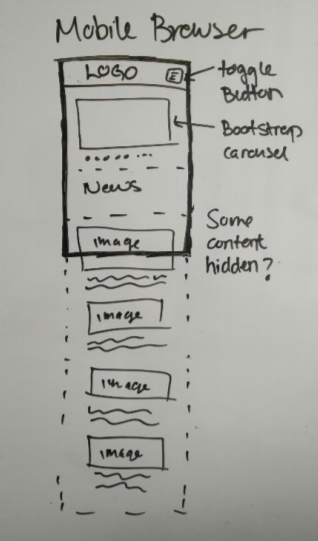 Mobile Browser
LOGO
toggle
Button
Bootstrap
carousel
News
Some
content
hidden?
image
image
image
image